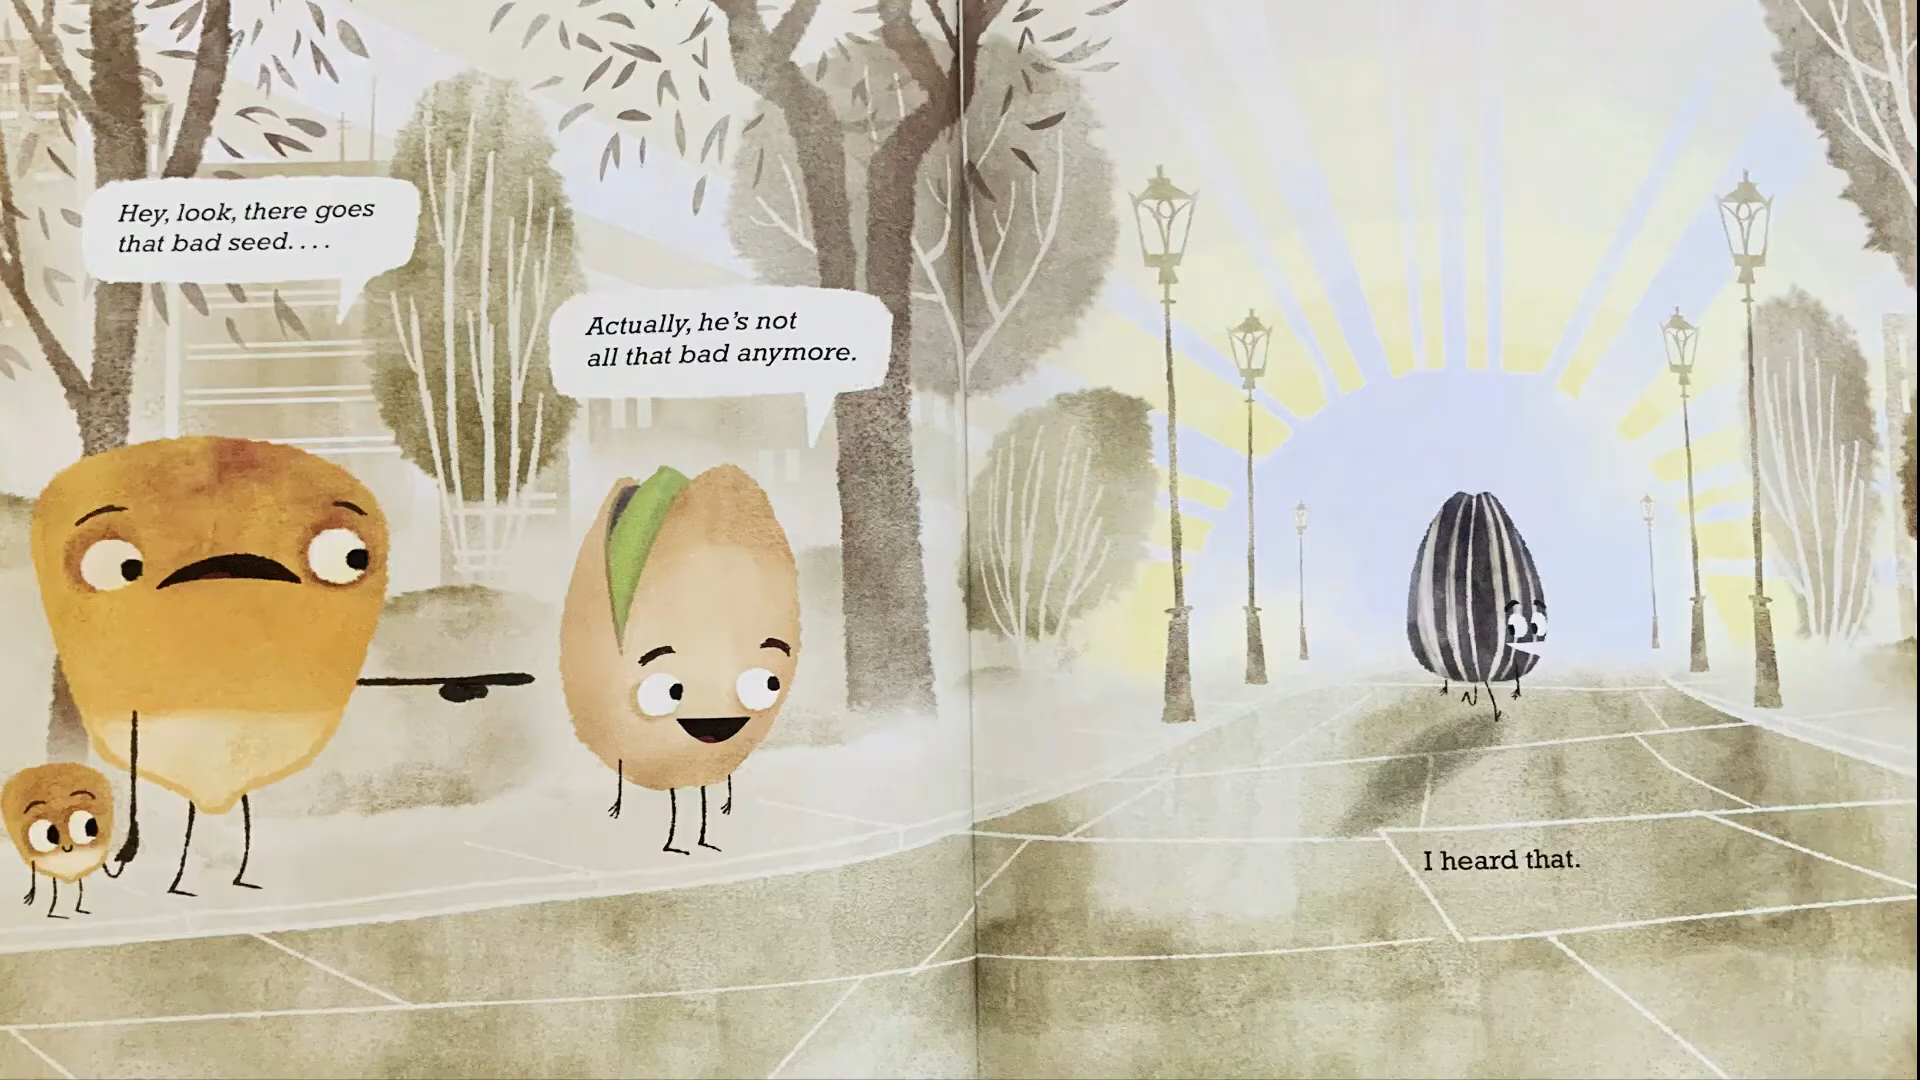 Hey, look, there goes
that bad seed. . . .
Actually, he's not
all that bad anymore.
I heard that.